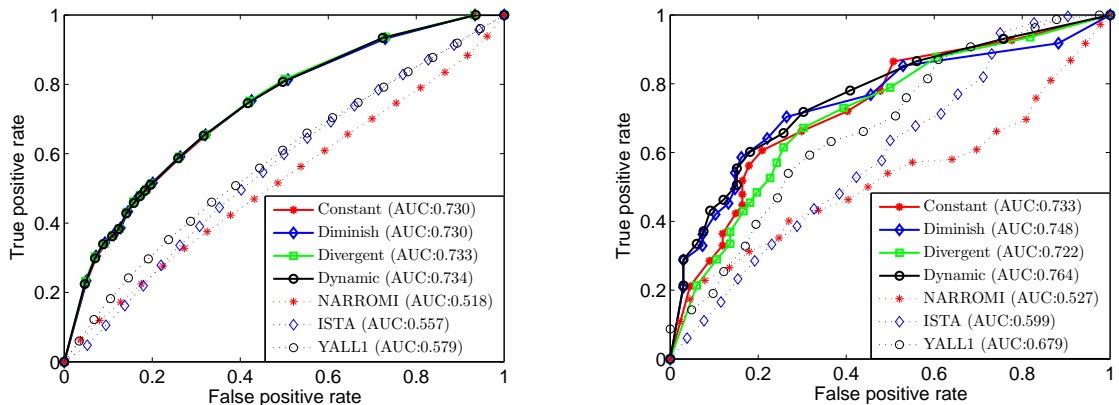 1
0.8
0.6
0.4
0.2
0
0
0.2
0.4
0.6
0.8
1
True positive rate
False positive rate
Constant (AUC:0.730)
Diminish (AUC:0.730)
Divergent (AUC:0.733)
Dynamic (AUC:0.734)
NARROMI (AUC:0.518)
ISTA (AUC:0.557)
YALL1 (AUC:0.579)
1
0.8
0.6
0.4
0.2
0
0
0.2
0.4
0.6
0.8
1
True positive rate
False positive rate
Constant (AUC:0.733)
Diminish (AUC:0.748)
Divergent (AUC:0.722)
Dynamic (AUC:0.764)
NARROMI (AUC:0.527)
ISTA (AUC:0.599)
YALL1 (AUC:0.679)